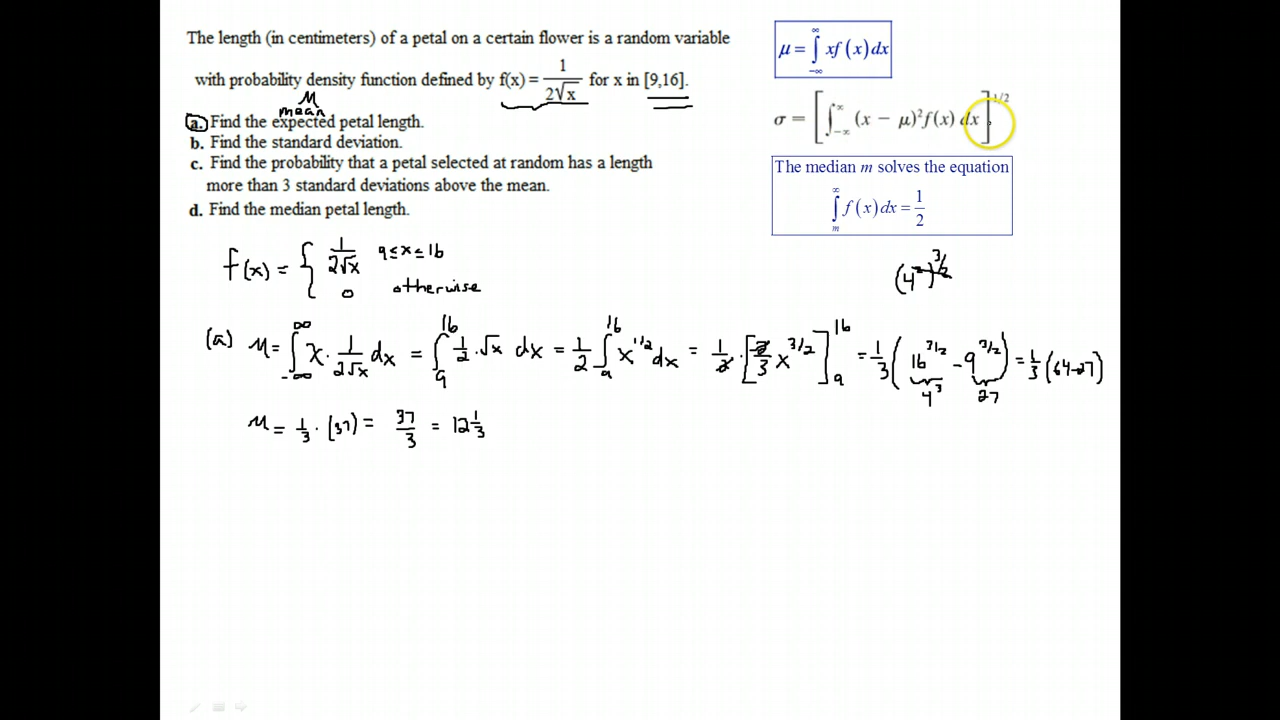 The length (in centimeters) of a petal on a certain flower is a random variable
with probability density function defined by f(x) = 1/(2√x) for x in [9,16].
μ
mean
a. Find the expected petal length.
b. Find the standard deviation.
c. Find the probability that a petal selected at random has a length
more than 3 standard deviations above the mean.
d. Find the median petal length.
μ = ∫_{-∞}^{∞} xf(x)dx
σ = [∫_{-∞}^{∞} (x − μ)²f(x) dx]^{1/2}.
The median m solves the equation
∫_{m}^{∞} f(x)dx = 1/2
f(x) = { 1/(2√x) 9≤x≤16
0 otherwise
(4²)^{3/2}
(a) μ = ∫_{-∞}^{∞} x · 1/(2√x) dx = ∫_{9}^{16} 1/2 · √x dx = 1/2 ∫_{9}^{16} x^{1/2} dx = 1/2 · [2/3 x^{3/2}]_{9}^{16} = 1/3 (16^{3/2} − 9^{3/2}) = 1/3 (64−27)
4³ 27
μ = 1/3 · (37) = 37/3 = 12 1/3